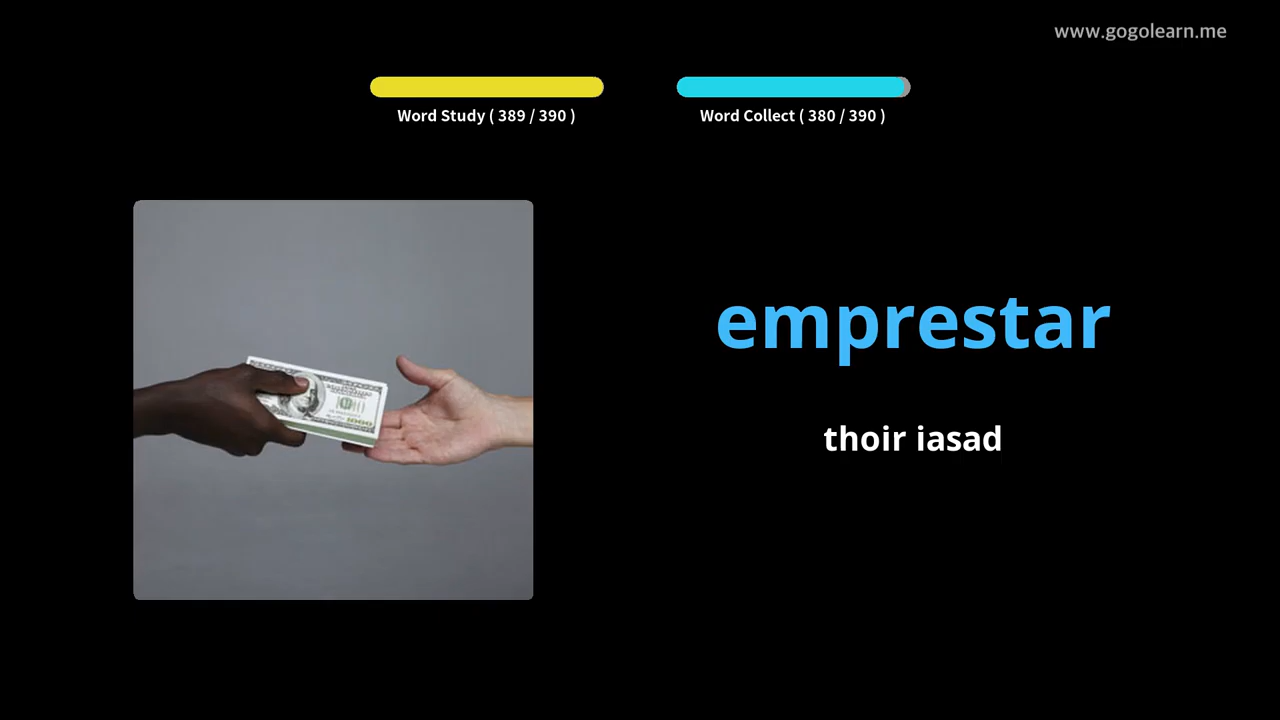 www.gogolearn.me
Word Study ( 389 / 390 )
Word Collect ( 380 / 390 )
emprestar
thoir iasad